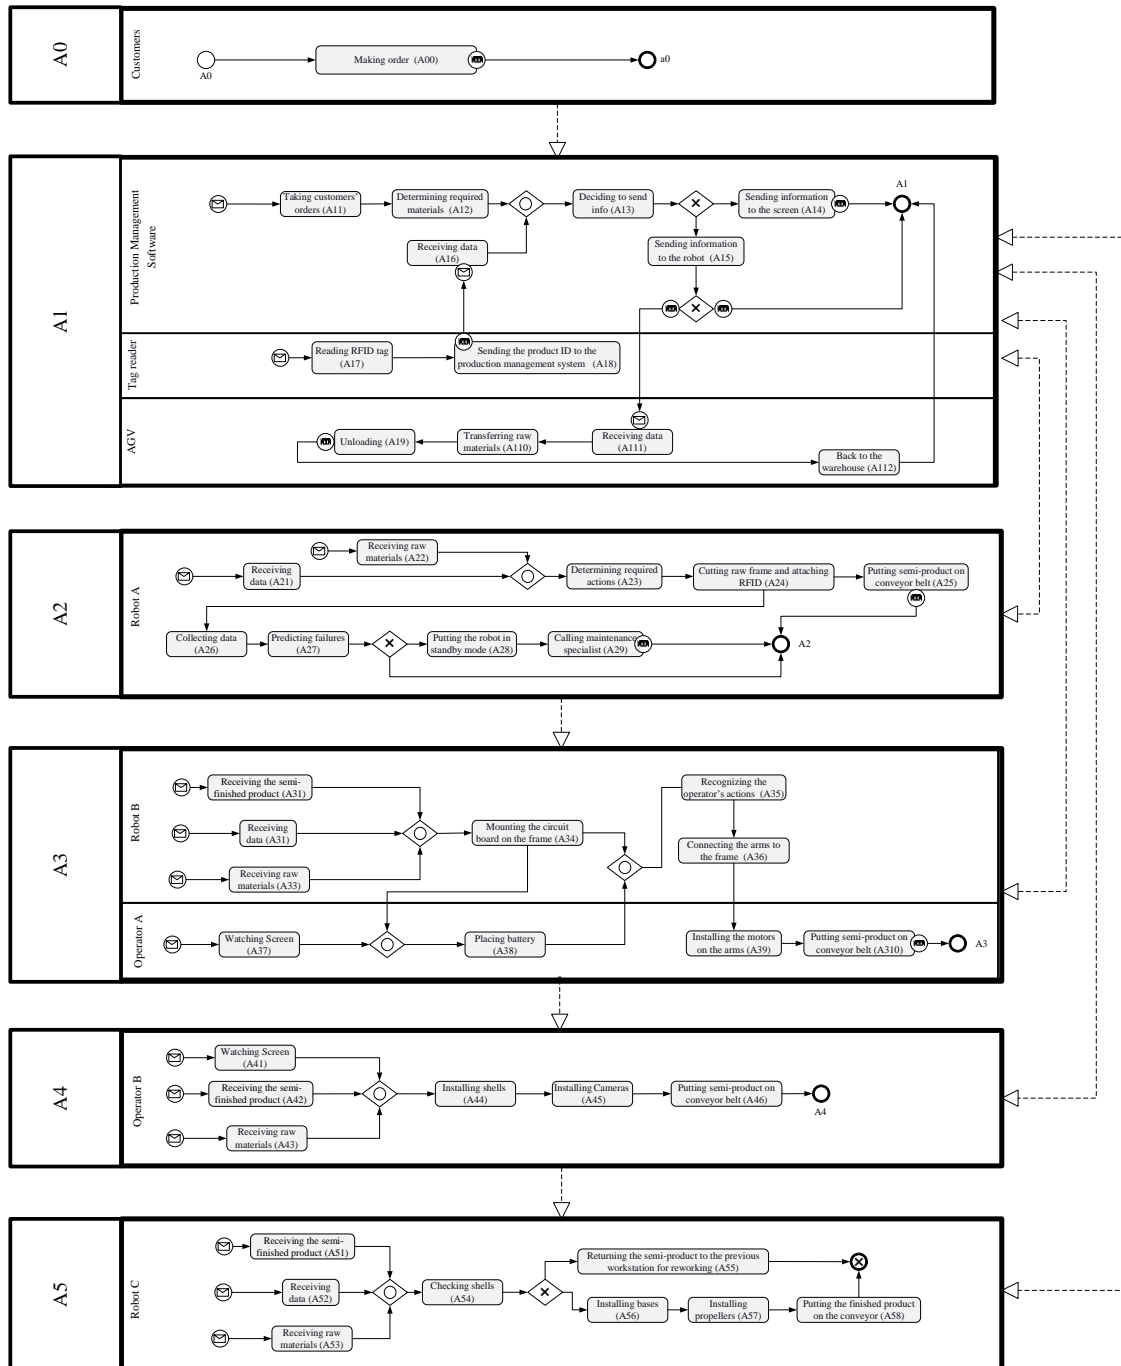 A0
Customers
A0
Making order (A00)
a0
A1
Production Management
Software
Taking customers'
orders (A11)
Determining required
materials (A12)
Deciding to send
info (A13)
Sending information
to the screen (A14)
A1
Receiving data
(A16)
Sending information
to the robot (A15)
Tag reader
Reading RFID tag
(A17)
Sending the product ID to the
production management system (A18)
AGV
Unloading (A19)
Transferring raw
materials (A110)
Receiving data
(A111)
Back to the
warehouse (A112)
A2
Robot A
Receiving raw
materials (A22)
Receiving
data (A21)
Determining required
actions (A23)
Cutting raw frame and attaching
RFID (A24)
Putting semi-product on
conveyor belt (A25)
Collecting data
(A26)
Predicting failures
(A27)
Putting the robot in
standby mode (A28)
Calling maintenance
specialist (A29)
A2
A3
Robot B
Receiving the semi-
finished product (A31)
Receiving
data (A31)
Receiving raw
materials (A33)
Mounting the circuit
board on the frame (A34)
Recognizing the
operator's actions (A35)
Connecting the arms to
the frame (A36)
Operator A
Watching Screen
(A37)
Placing battery
(A38)
Installing the motors
on the arms (A39)
Putting semi-product on
conveyor belt (A310)
A3
A4
Operator B
Watching Screen
(A41)
Receiving the semi-
finished product (A42)
Receiving raw
materials (A43)
Installing shells
(A44)
Installing Cameras
(A45)
Putting semi-product on
conveyor belt (A46)
A4
A5
Robot C
Receiving the semi-
finished product (A51)
Receiving
data (A52)
Receiving raw
materials (A53)
Checking shells
(A54)
Returning the semi-product to the previous
workstation for reworking (A55)
Installing bases
(A56)
Installing
propellers (A57)
Putting the finished product
on the conveyor (A58)